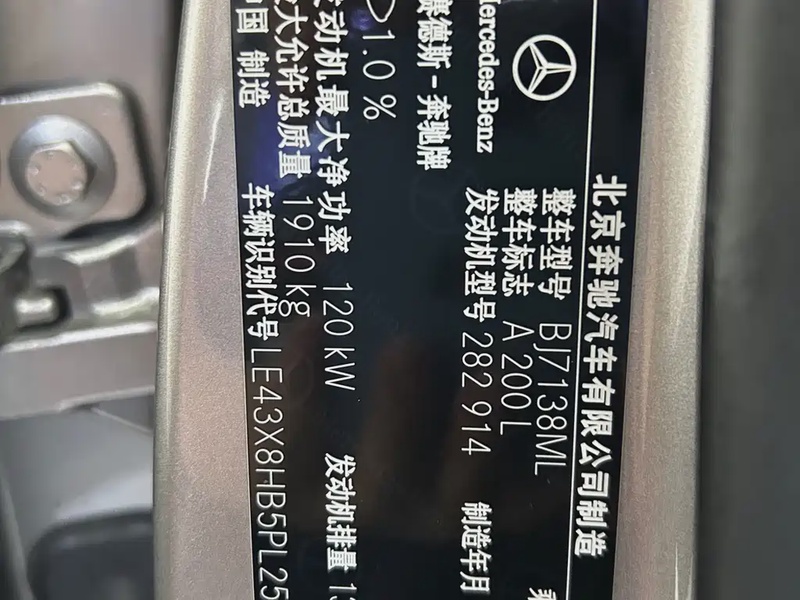 北京奔驰汽车有限公司制造
Mercedes-Benz
整车型号 BJ7138ML
整车标志 A 200 L
发动机型号 282 914 制造年月
赛德斯-奔驰牌
1.0 %
发动机最大净功率 120 kW 发动机排量 13
最大允许总质量 1910 kg
中国 制造 车辆识别代号 LE43X8HB5PL25